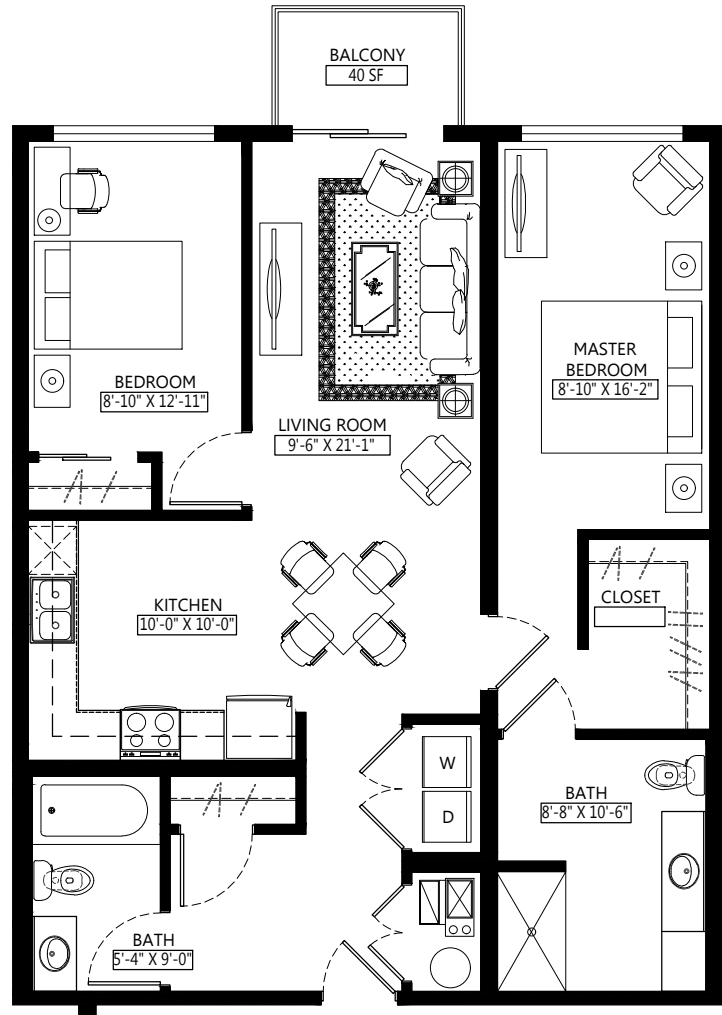 BALCONY
40 SF
BEDROOM
8'-10" X 12'-11"
LIVING ROOM
9'-6" X 21'-1"
MASTER
BEDROOM
8'-10" X 16'-2"
KITCHEN
10'-0" X 10'-0"
CLOSET
W
D
BATH
8'-8" X 10'-6"
BATH
5'-4" X 9'-0"